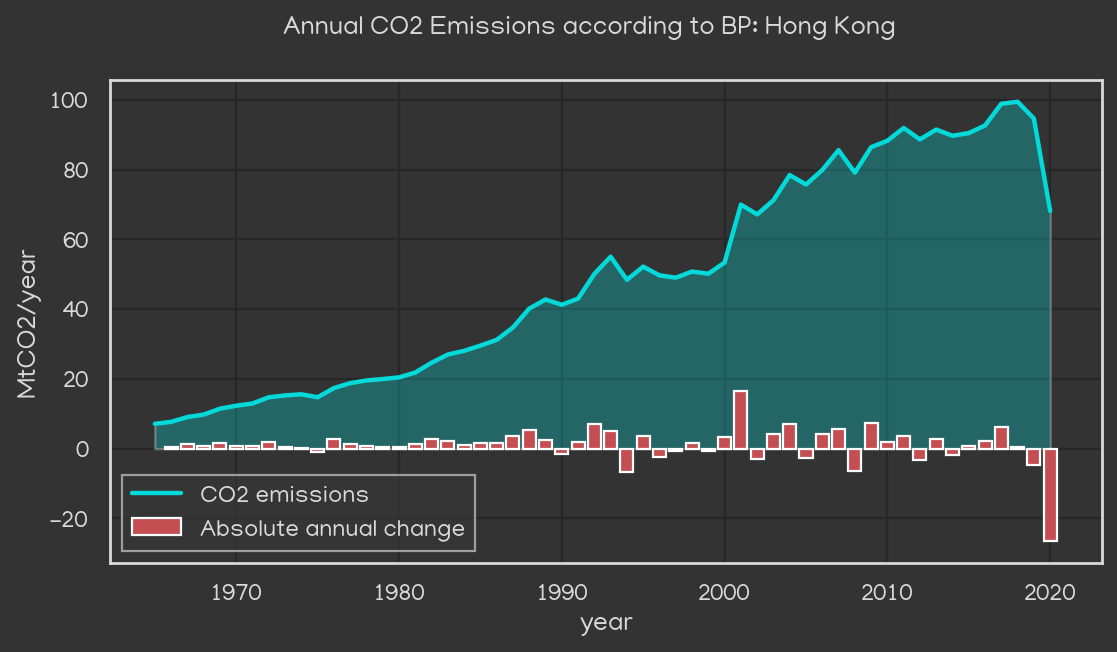 Annual CO2 Emissions according to BP: Hong Kong
MtCO2/year
100
80
60
40
20
0
−20
CO2 emissions
Absolute annual change
1970 1980 1990 2000 2010 2020
year